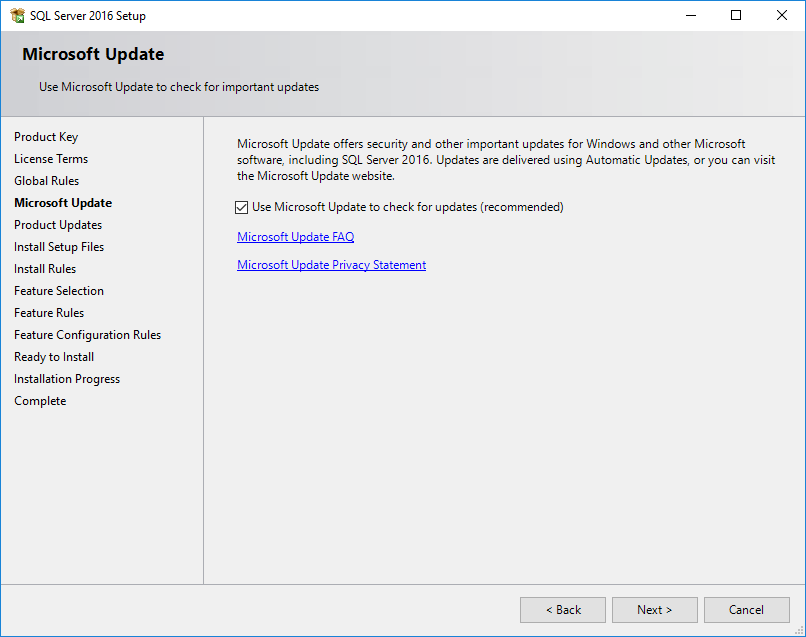 SQL Server 2016 Setup
Microsoft Update
Use Microsoft Update to check for important updates
Product Key
License Terms
Global Rules
Microsoft Update
Product Updates
Install Setup Files
Install Rules
Feature Selection
Feature Rules
Feature Configuration Rules
Ready to Install
Installation Progress
Complete
Microsoft Update offers security and other important updates for Windows and other Microsoft
software, including SQL Server 2016. Updates are delivered using Automatic Updates, or you can visit
the Microsoft Update website.
Use Microsoft Update to check for updates (recommended)
Microsoft Update FAQ
Microsoft Update Privacy Statement
< Back
Next >
Cancel